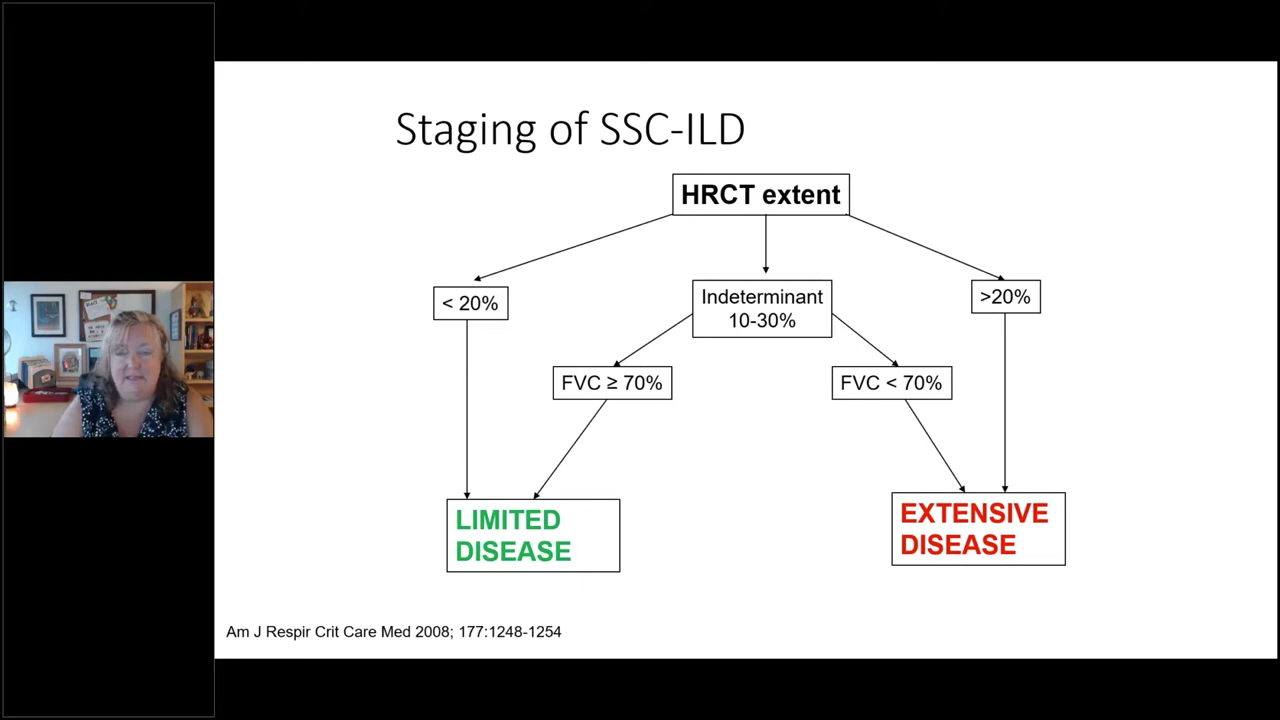 Staging of SSC-ILD
HRCT extent
< 20%
Indeterminant
10-30%
>20%
FVC ≥ 70%
FVC < 70%
LIMITED
DISEASE
EXTENSIVE
DISEASE
Am J Respir Crit Care Med 2008; 177:1248-1254